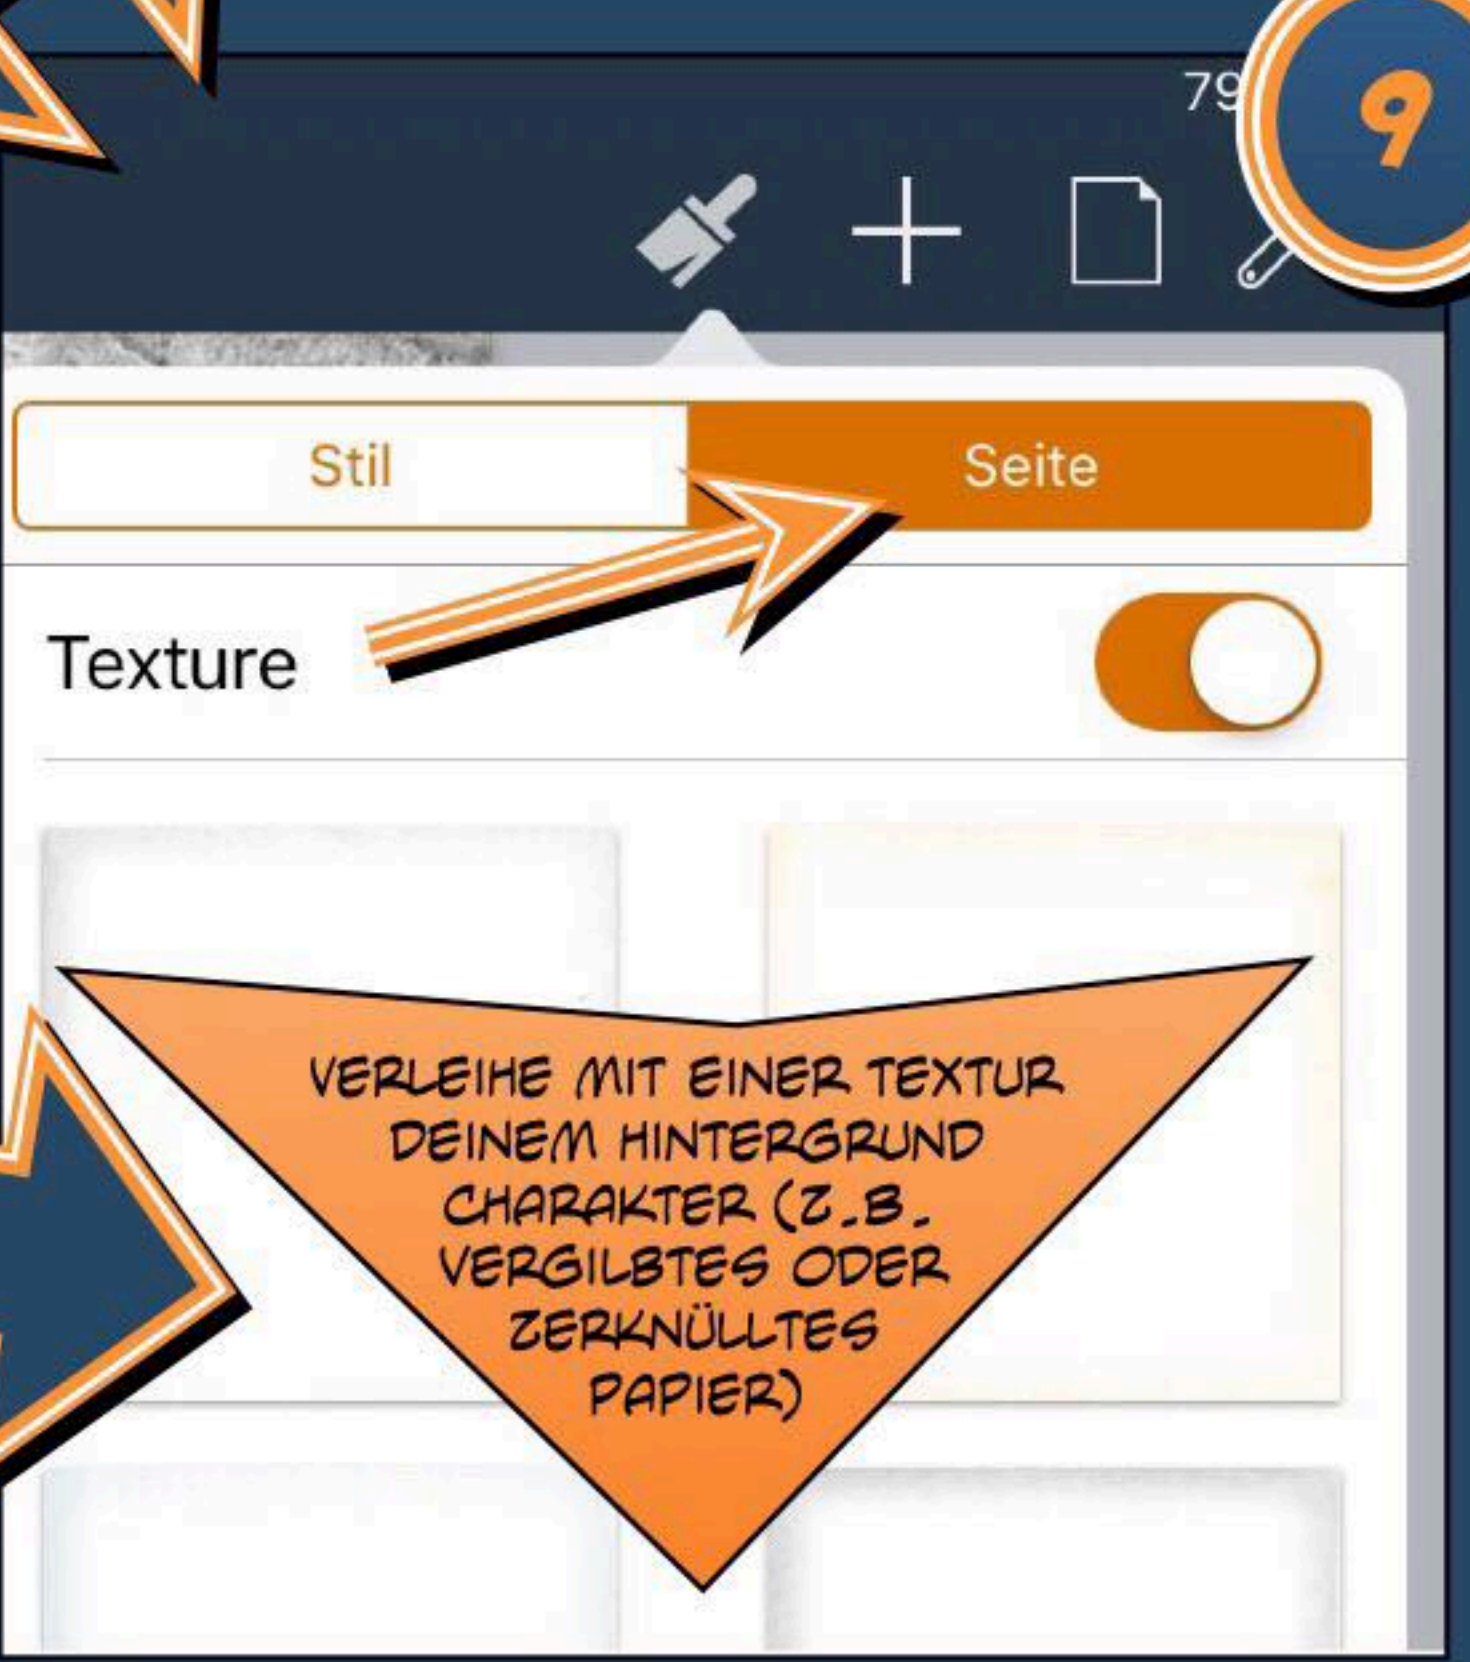 79
9
Stil
Seite
Texture
VERLEIHE MIT EINER TEXTUR
DEINEM HINTERGRUND
CHARAKTER (Z.B.
VERGILBTES ODER
ZERKNÜLLTES
PAPIER)